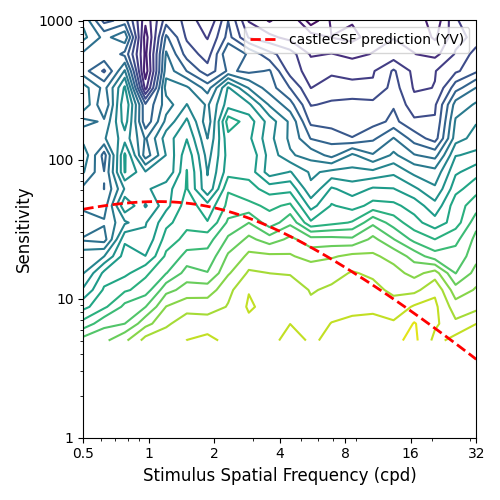 1000
castleCSF prediction (YV)
100
10
1
Sensitivity
0.5 1 2 4 8 16 32
Stimulus Spatial Frequency (cpd)